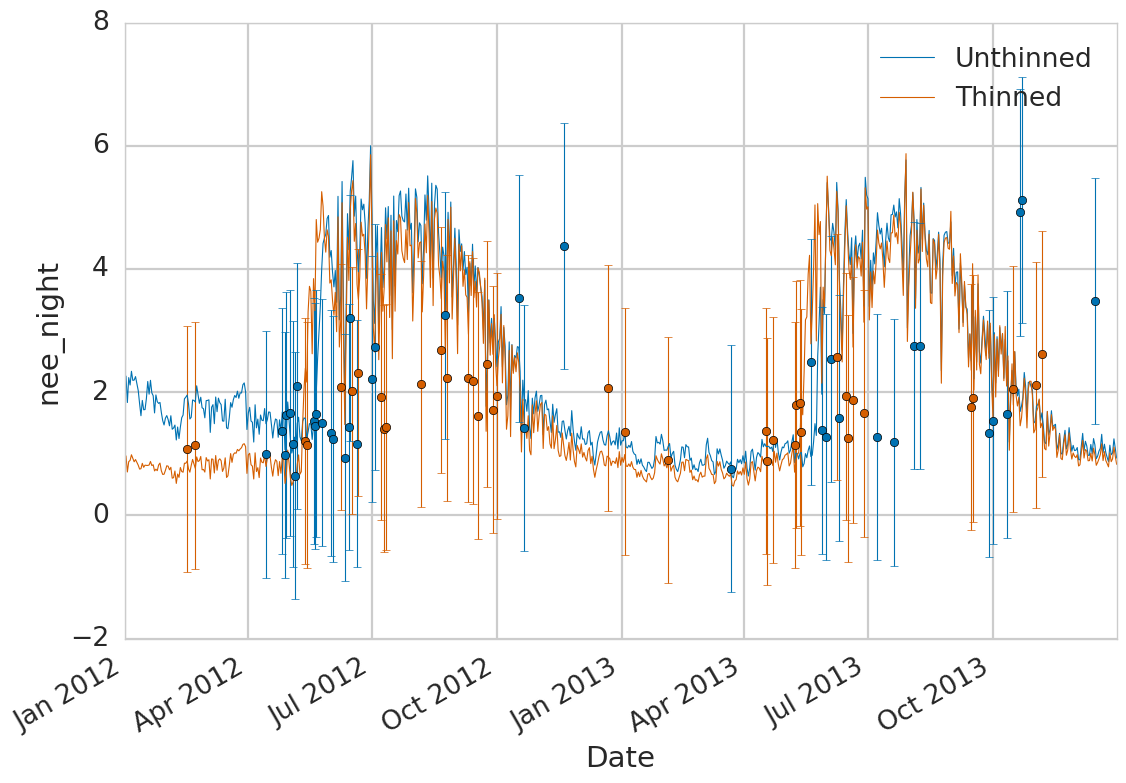 8
6
4
2
0
−2
nee_night
Unthinned
Thinned
Jan 2012
Apr 2012
Jul 2012
Oct 2012
Jan 2013
Apr 2013
Jul 2013
Oct 2013
Date